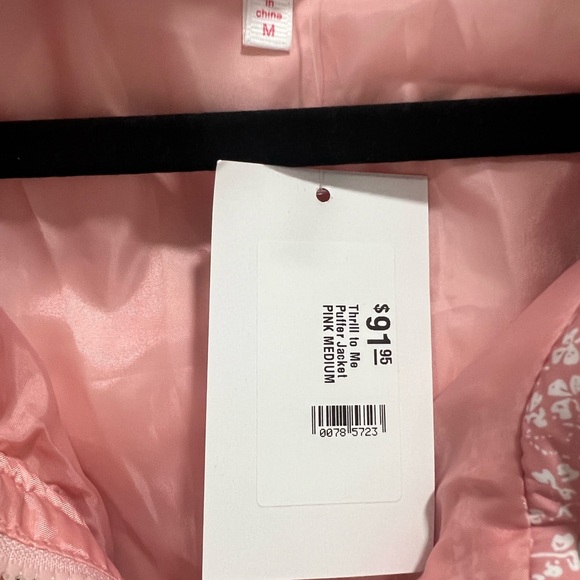 in
china
M
$91.95
Thrill to Me
Puffer Jacket
PINK MEDIUM
0078 5723